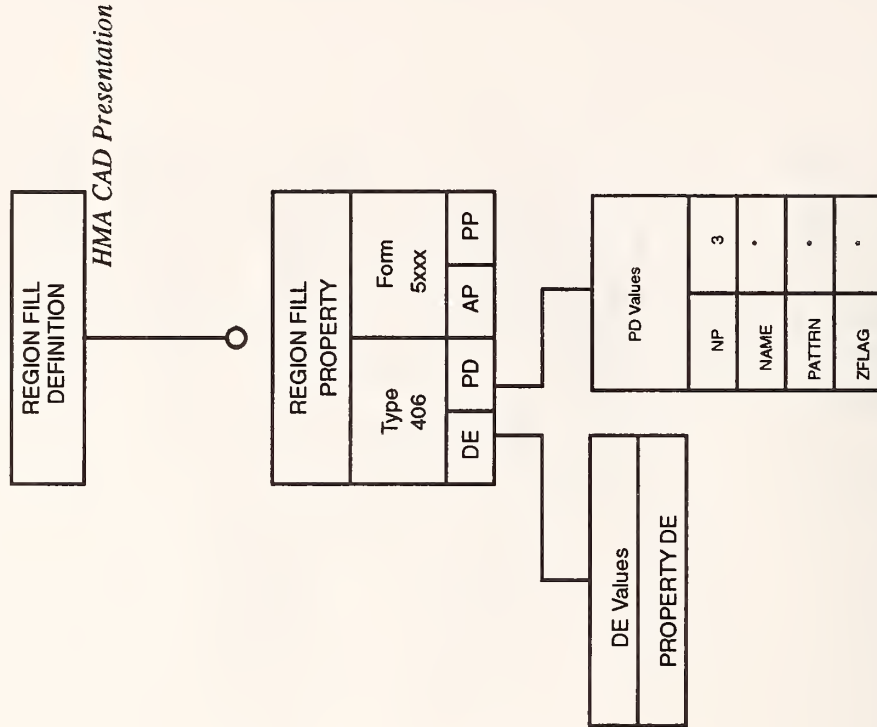 HMA CAD Presentation
REGION FILL
DEFINITION
REGION FILL
PROPERTY
Type
406
Form
5xxx
DE
PD
AP
PP
DE Values
PROPERTY DE
PD Values
NP 3
NAME *
PATTRN *
ZFLAG *